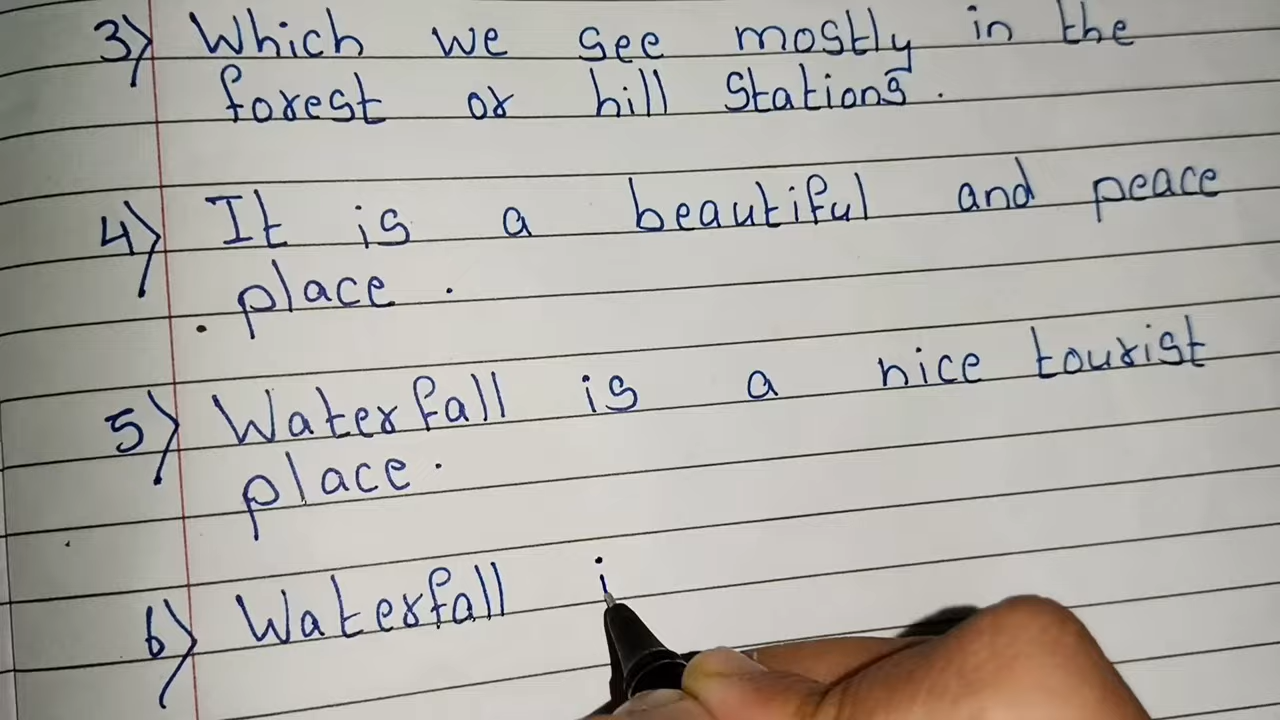 3) Which we see mostly in the
forest or hill stations.
4) It is a beautiful and peace
place.
5) Waterfall is a nice tourist
place.
6) Waterfall i